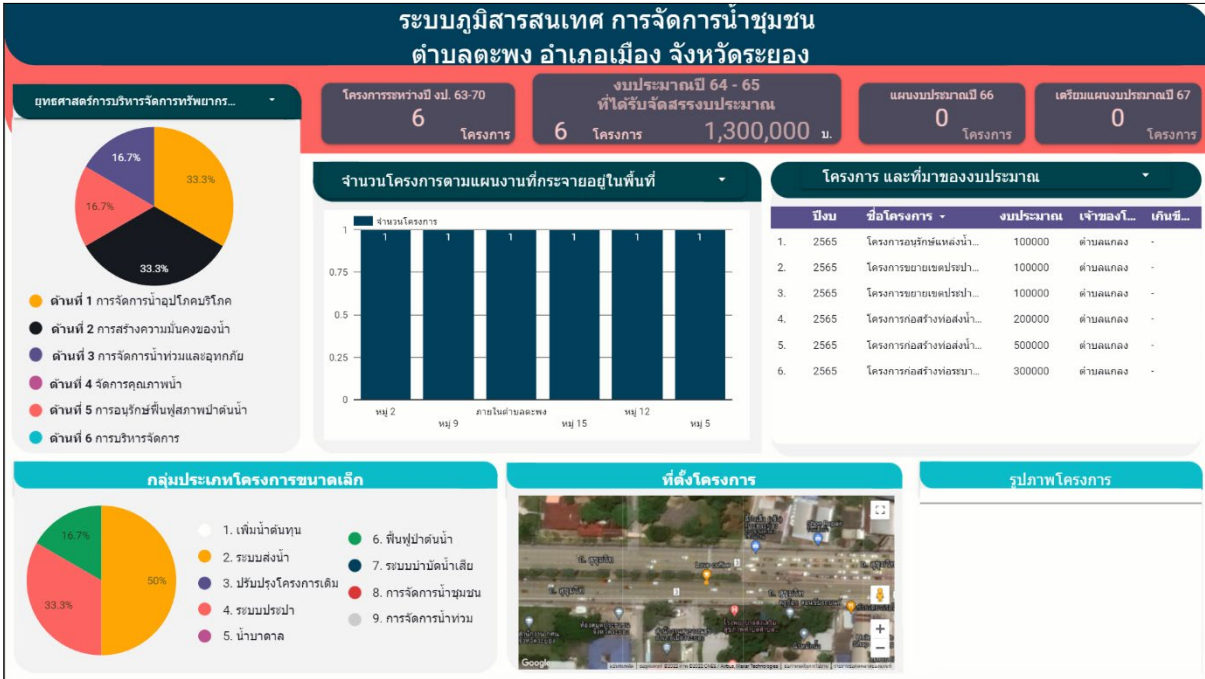 ระบบภูมิสารสนเทศ การจัดการน้ำชุมชน
ตำบลตะพง อำเภอเมือง จังหวัดระยอง
ยุทธศาสตร์การบริหารจัดการทรัพยากร...
โครงการระหว่างปี งป. 63-70
6 โครงการ
งบประมาณปี 64 - 65
ที่ได้รับจัดสรรงบประมาณ
6 โครงการ 1,300,000 บ.
แผนงบประมาณปี 66
0 โครงการ
เตรียมแผนงบประมาณปี 67
0 โครงการ
16.7%
33.3%
16.7%
33.3%
ด้านที่ 1 การจัดการน้ำอุปโภคบริโภค
ด้านที่ 2 การสร้างความมั่นคงของน้ำ
ด้านที่ 3 การจัดการน้ำท่วมและอุทกภัย
ด้านที่ 4 จัดการคุณภาพน้ำ
ด้านที่ 5 การอนุรักษ์ฟื้นฟูสภาพป่าต้นน้ำ
ด้านที่ 6 การบริหารจัดการ
จำนวนโครงการตามแผนงานที่กระจายอยู่ในพื้นที่
จำนวนโครงการ
1 1 1 1 1 1
1
0.75
0.5
0.25
0
หมู่ 2 หมู่ 9 ภายในตำบลตะพง หมู่ 15 หมู่ 12 หมู่ 5
โครงการ และที่มาของงบประมาณ
ปีงบ ชื่อโครงการ งบประมาณ เจ้าของโ... เกินซี...
1. 2565 โครงการอนุรักษ์แหล่งน้ำ... 100000 ตำบลแกลง -
2. 2565 โครงการขยายเขตประปา... 100000 ตำบลแกลง -
3. 2565 โครงการขยายเขตประปา... 100000 ตำบลแกลง -
4. 2565 โครงการก่อสร้างท่อส่งน้ำ... 200000 ตำบลแกลง -
5. 2565 โครงการก่อสร้างท่อส่งน้ำ... 500000 ตำบลแกลง -
6. 2565 โครงการก่อสร้างท่อระบา... 300000 ตำบลแกลง -
กลุ่มประเภทโครงการขนาดเล็ก
16.7%
50%
33.3%
1. เพิ่มน้ำต้นทุน
2. ระบบส่งน้ำ
3. ปรับปรุงโครงการเดิม
4. ระบบประปา
5. น้ำบาดาล
6. ฟื้นฟูป่าต้นน้ำ
7. ระบบบำบัดน้ำเสีย
8. การจัดการน้ำชุมชน
9. การจัดการน้ำท่วม
ที่ตั้งโครงการ
ถ. สุขุมวิท
Love coffee
3
ถ. สุขุมวิท
ถ. สุขุมวิท
3
Google
รูปภาพโครงการ